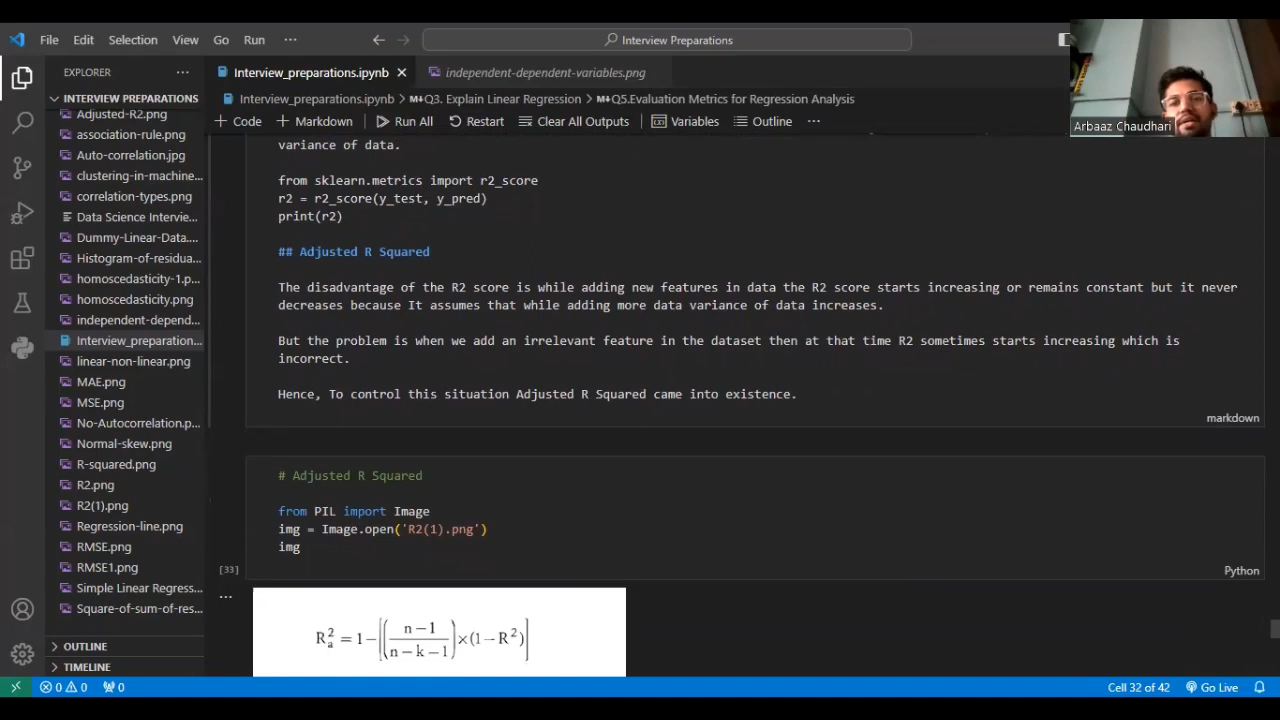 File Edit Selection View Go Run ··· Interview Preparations
EXPLORER ···
INTERVIEW PREPARATIONS
Adjusted-R2.png
association-rule.png
Auto-correlation.jpg
clustering-in-machine...
correlation-types.png
Data Science Intervie...
Dummy-Linear-Data....
Histogram-of-residua...
homoscedasticity-1.p...
homoscedasticity.png
independent-depend...
Interview_preparation...
linear-non-linear.png
MAE.png
MSE.png
No-Autocorrelation.p...
Normal-skew.png
R-squared.png
R2.png
R2(1).png
Regression-line.png
RMSE.png
RMSE1.png
Simple Linear Regress...
Square-of-sum-of-res...
OUTLINE
TIMELINE
Interview_preparations.ipynb independent-dependent-variables.png
Interview_preparations.ipynb > M↓Q3. Explain Linear Regression > M↓Q5.Evaluation Metrics for Regression Analysis
+ Code + Markdown Run All Restart Clear All Outputs Variables Outline ···
variance of data.
from sklearn.metrics import r2_score
r2 = r2_score(y_test, y_pred)
print(r2)
## Adjusted R Squared
The disadvantage of the R2 score is while adding new features in data the R2 score starts increasing or remains constant but it never
decreases because It assumes that while adding more data variance of data increases.
But the problem is when we add an irrelevant feature in the dataset then at that time R2 sometimes starts increasing which is
incorrect.
Hence, To control this situation Adjusted R Squared came into existence.
markdown
# Adjusted R Squared
from PIL import Image
img = Image.open('R2(1).png')
img
[33] Python
···
R²ₐ = 1 − [(n−1 / n−k−1) × (1−R²)]
Arbaaz Chaudhari
0 0 0 Cell 32 of 42 Go Live